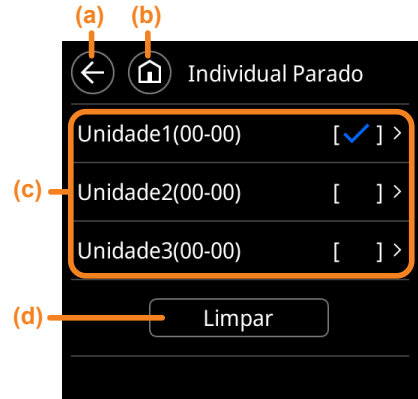 (a) (b)
Individual Parado
Unidade1(00-00) [✓] >
(c) Unidade2(00-00) [ ] >
Unidade3(00-00) [ ] >
(d) Limpar